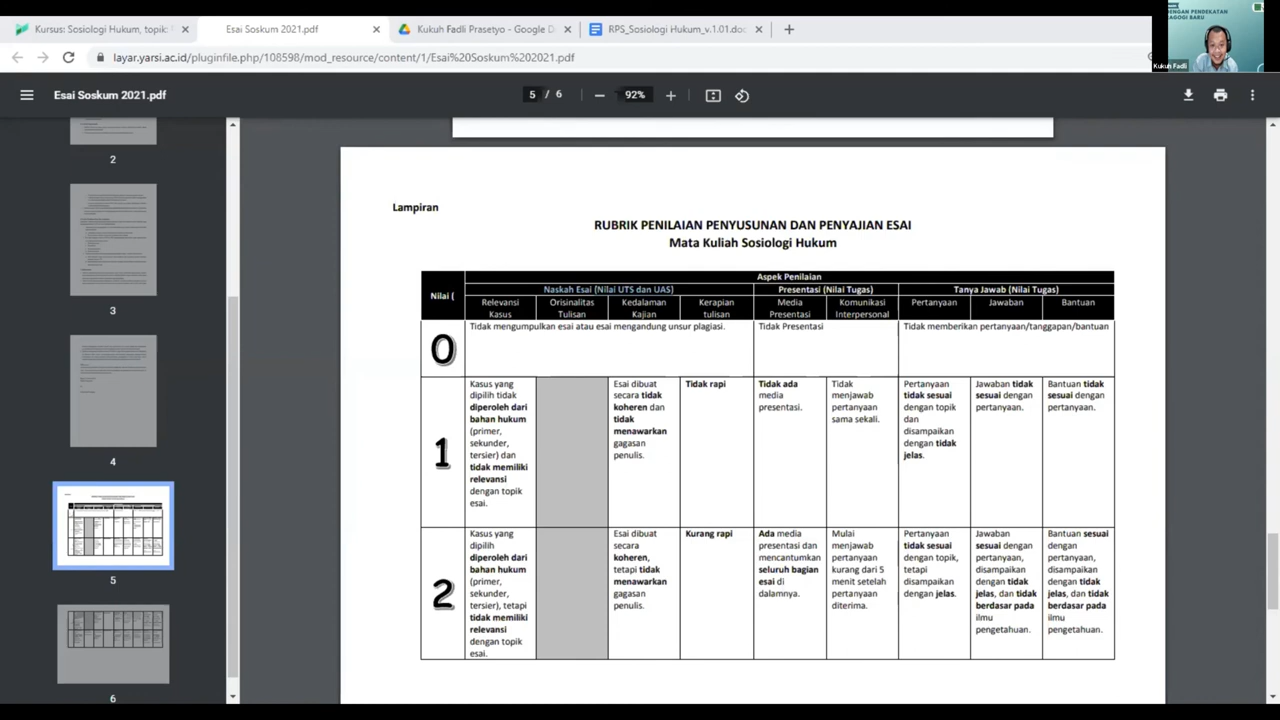 Kursus: Sosiologi Hukum, topik:
Esai Soskum 2021.pdf
Kukuh Fadli Prasetyo - Google D
RPS_Sosiologi Hukum_v.1.01.doc
DENGAN PENDEKATAN
AGOGI BARU
Kukuh Fadli
layar.yarsi.ac.id/pluginfile.php/108598/mod_resource/content/1/Esai%20Soskum%202021.pdf
Esai Soskum 2021.pdf
5 / 6
92%
2
3
4
5
6
Lampiran
RUBRIK PENILAIAN PENYUSUNAN DAN PENYAJIAN ESAI
Mata Kuliah Sosiologi Hukum
Nilai (
Aspek Penilaian
Naskah Esai (Nilai UTS dan UAS)
Presentasi (Nilai Tugas)
Tanya Jawab (Nilai Tugas)
Relevansi
Kasus
Orisinalitas
Tulisan
Kedalaman
Kajian
Kerapian
tulisan
Media
Presentasi
Komunikasi
Interpersonal
Pertanyaan
Jawaban
Bantuan
0
Tidak mengumpulkan esai atau esai mengandung unsur plagiasi.
Tidak Presentasi
Tidak memberikan pertanyaan/tanggapan/bantuan
1
Kasus yang
dipilih tidak
diperoleh dari
bahan hukum
(primer,
sekunder,
tersier) dan
tidak memiliki
relevansi
dengan topik
esai.
Esai dibuat
secara tidak
koheren dan
tidak
menawarkan
gagasan
penulis.
Tidak rapi
Tidak ada
media
presentasi.
Tidak
menjawab
pertanyaan
sama sekali.
Pertanyaan
tidak sesuai
dengan topik
dan
disampaikan
dengan tidak
jelas.
Jawaban tidak
sesuai dengan
pertanyaan.
Bantuan tidak
sesuai dengan
pertanyaan.
2
Kasus yang
dipilih
diperoleh dari
bahan hukum
(primer,
sekunder,
tersier), tetapi
tidak memiliki
relevansi
dengan topik
esai.
Esai dibuat
secara
koheren,
tetapi tidak
menawarkan
gagasan
penulis.
Kurang rapi
Ada media
presentasi dan
mencantumkan
seluruh bagian
esai di
dalamnya.
Mulai
menjawab
pertanyaan
kurang dari 5
menit setelah
pertanyaan
diterima.
Pertanyaan
tidak sesuai
dengan topik,
tetapi
disampaikan
dengan jelas.
Jawaban
sesuai dengan
pertanyaan,
disampaikan
dengan tidak
jelas, dan tidak
berdasar pada
ilmu
pengetahuan.
Bantuan sesuai
dengan
pertanyaan,
disampaikan
dengan tidak
jelas, dan tidak
berdasar pada
ilmu
pengetahuan.